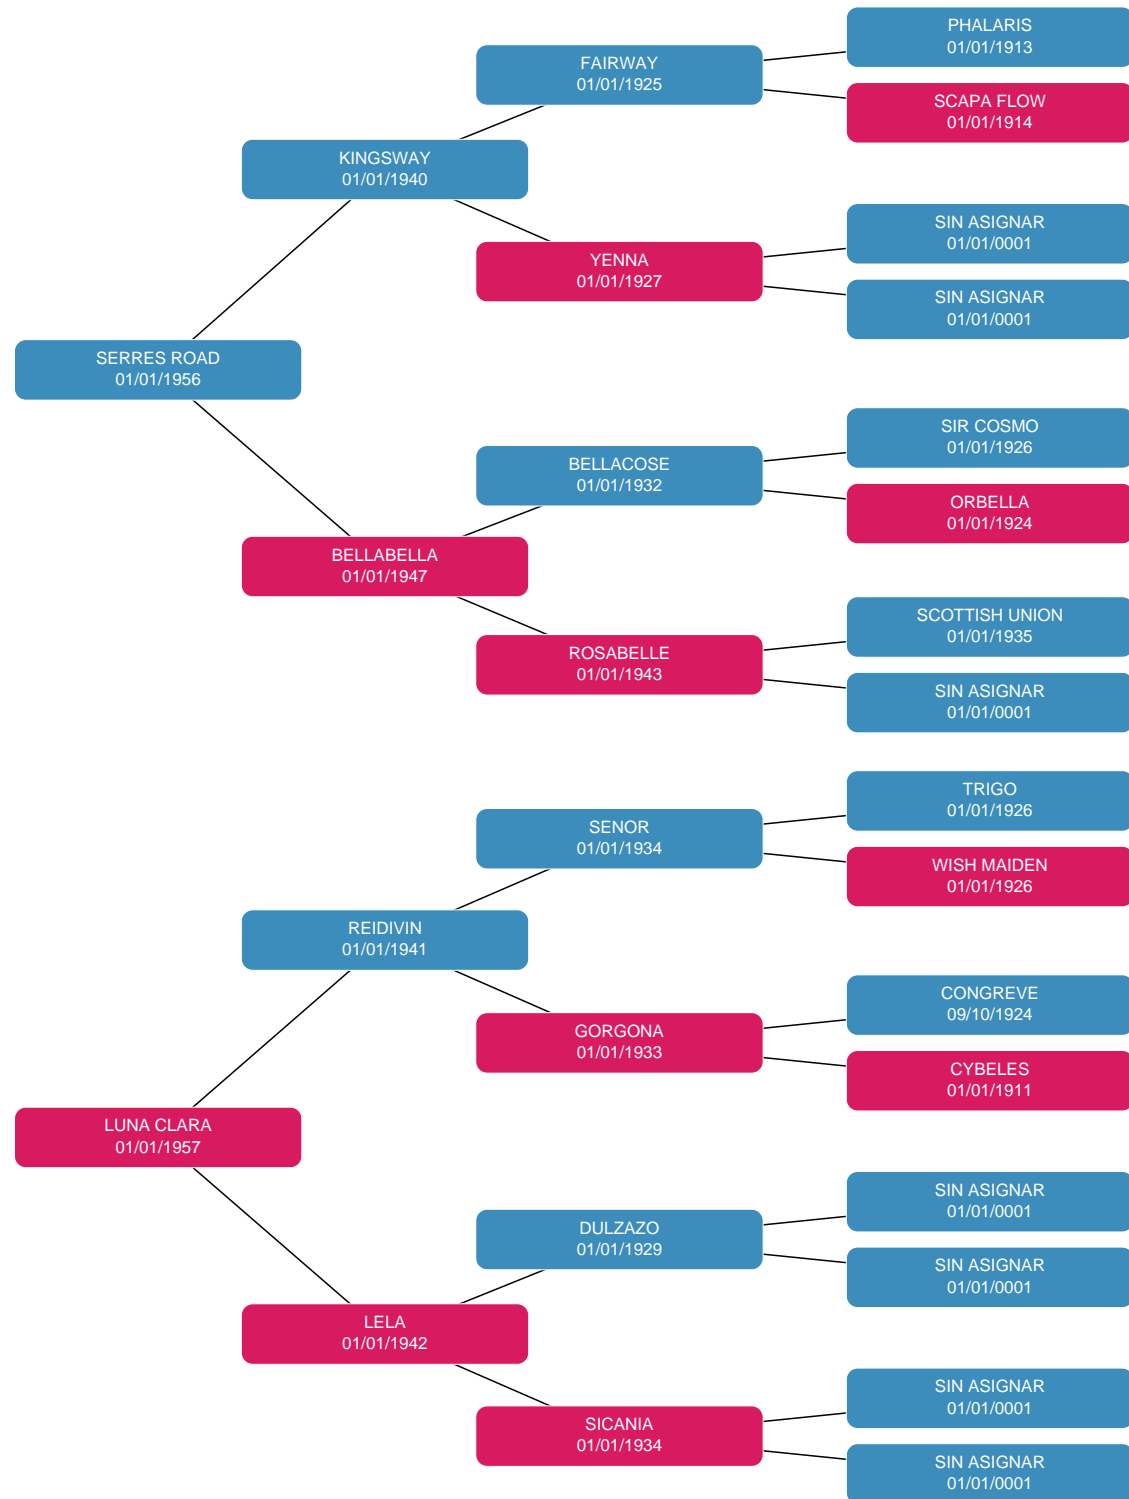 PHALARIS
01/01/1913
FAIRWAY
01/01/1925
SCAPA FLOW
01/01/1914
KINGSWAY
01/01/1940
SIN ASIGNAR
01/01/0001
YENNA
01/01/1927
SIN ASIGNAR
01/01/0001
SERRES ROAD
01/01/1956
SIR COSMO
01/01/1926
BELLACOSE
01/01/1932
ORBELLA
01/01/1924
BELLABELLA
01/01/1947
SCOTTISH UNION
01/01/1935
ROSABELLE
01/01/1943
SIN ASIGNAR
01/01/0001
TRIGO
01/01/1926
SENOR
01/01/1934
WISH MAIDEN
01/01/1926
REIDIVIN
01/01/1941
CONGREVE
09/10/1924
GORGONA
01/01/1933
CYBELES
01/01/1911
LUNA CLARA
01/01/1957
SIN ASIGNAR
01/01/0001
DULZAZO
01/01/1929
SIN ASIGNAR
01/01/0001
LELA
01/01/1942
SIN ASIGNAR
01/01/0001
SICANIA
01/01/1934
SIN ASIGNAR
01/01/0001